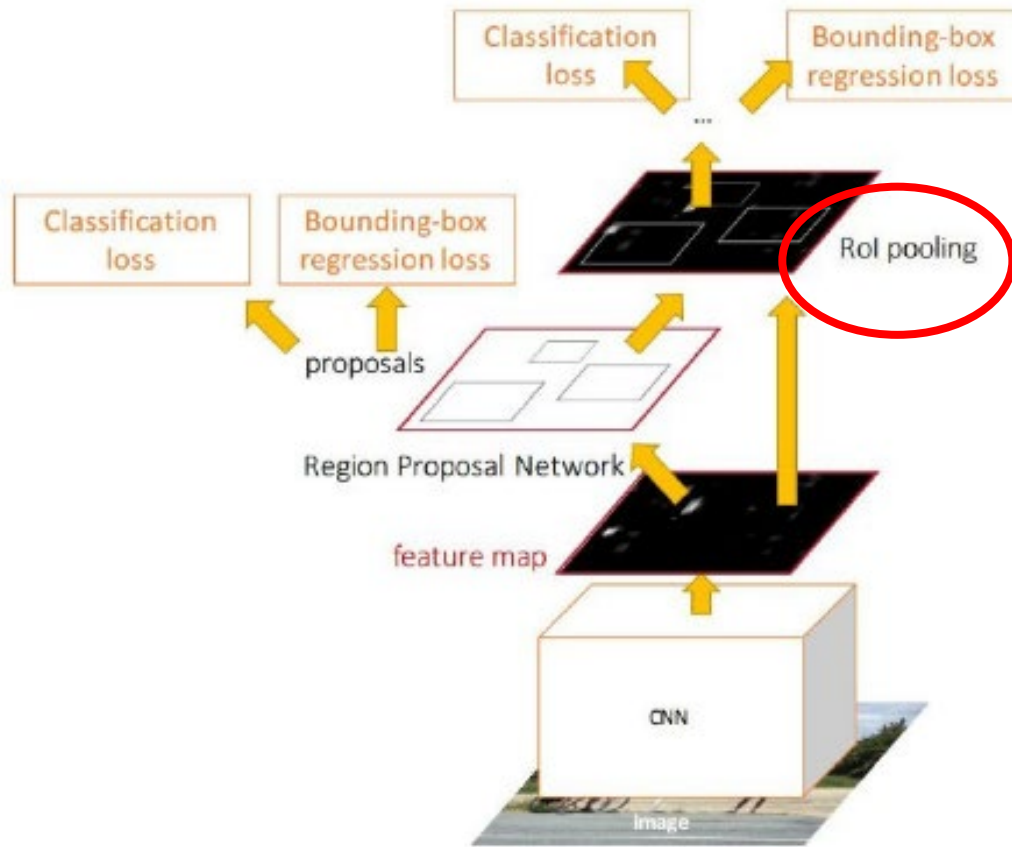 Classification
loss
Bounding-box
regression loss
...
Classification
loss
Bounding-box
regression loss
RoI pooling
proposals
Region Proposal Network
feature map
CNN
image